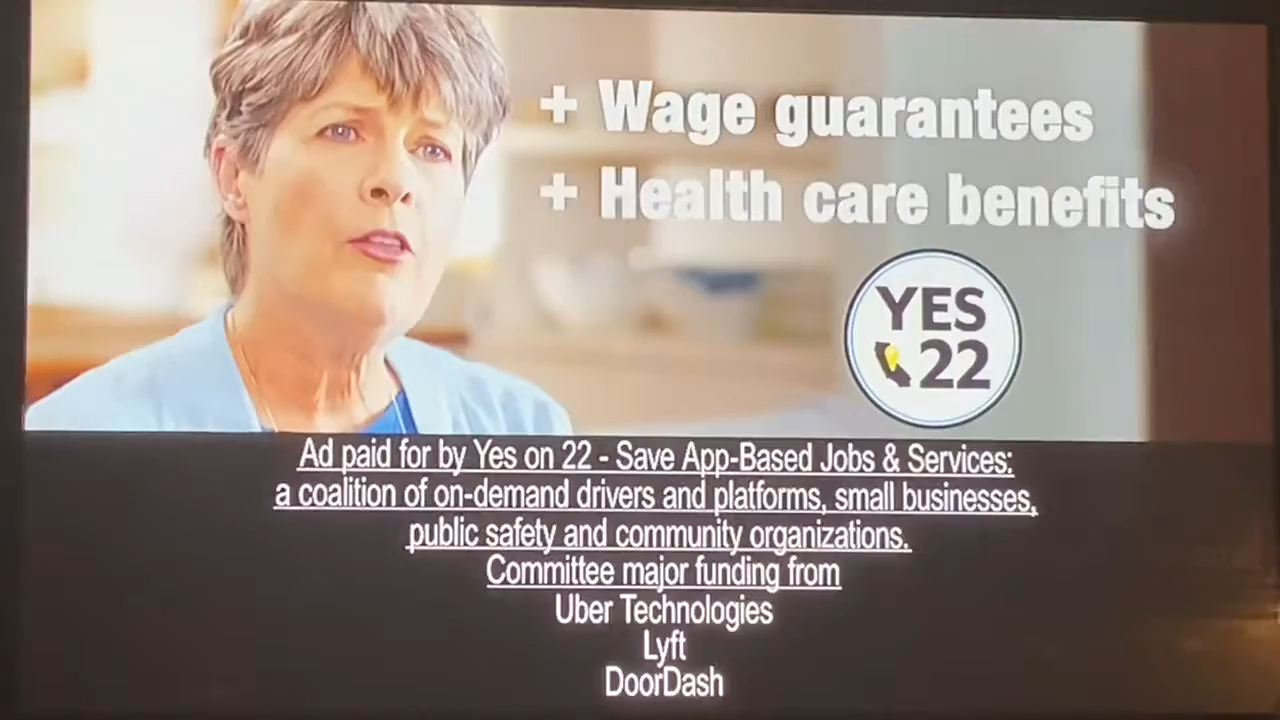 + Wage guarantees
+ Health care benefits
YES
22
Ad paid for by Yes on 22 - Save App-Based Jobs & Services:
a coalition of on-demand drivers and platforms, small businesses,
public safety and community organizations.
Committee major funding from
Uber Technologies
Lyft
DoorDash